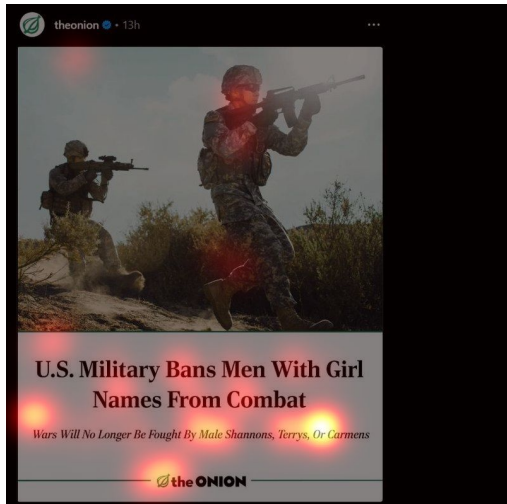 theonion • 13h
U.S. Military Bans Men With Girl
Names From Combat
Wars Will No Longer Be Fought By Male Shannons, Terrys, Or Carmens
the ONION